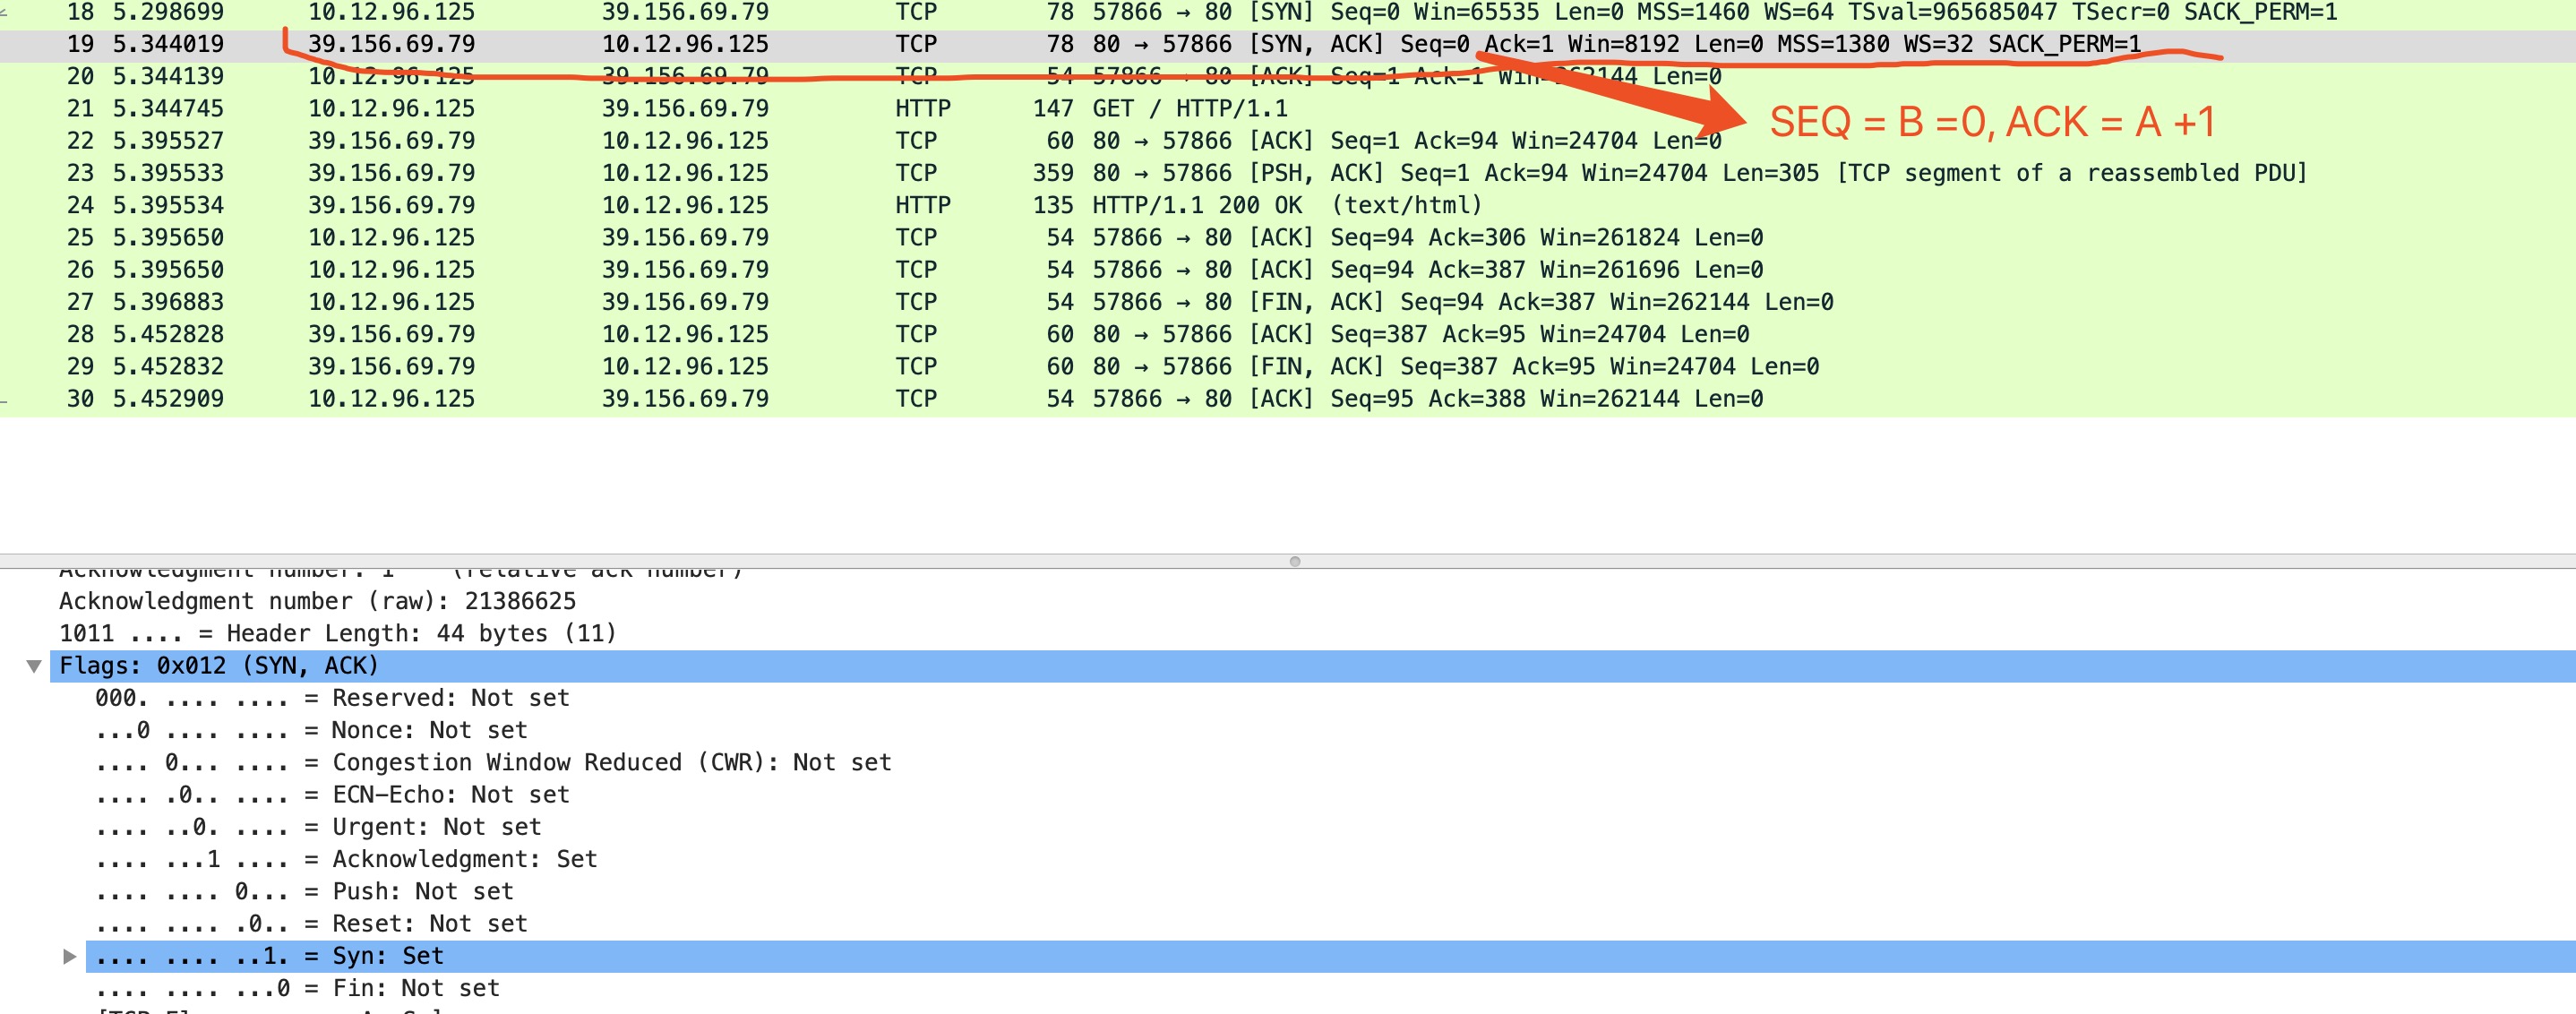 18 5.298699 10.12.96.125 39.156.69.79 TCP 78 57866 → 80 [SYN] Seq=0 Win=65535 Len=0 MSS=1460 WS=64 TSval=965685047 TSecr=0 SACK_PERM=1
19 5.344019 39.156.69.79 10.12.96.125 TCP 78 80 → 57866 [SYN, ACK] Seq=0 Ack=1 Win=8192 Len=0 MSS=1380 WS=32 SACK_PERM=1
20 5.344139 10.12.96.125 39.156.69.79 TCP 54 57866 → 80 [ACK] Seq=1 Ack=1 Win=262144 Len=0
21 5.344745 10.12.96.125 39.156.69.79 HTTP 147 GET / HTTP/1.1
SEQ = B =0, ACK = A +1
22 5.395527 39.156.69.79 10.12.96.125 TCP 60 80 → 57866 [ACK] Seq=1 Ack=94 Win=24704 Len=0
23 5.395533 39.156.69.79 10.12.96.125 TCP 359 80 → 57866 [PSH, ACK] Seq=1 Ack=94 Win=24704 Len=305 [TCP segment of a reassembled PDU]
24 5.395534 39.156.69.79 10.12.96.125 HTTP 135 HTTP/1.1 200 OK (text/html)
25 5.395650 10.12.96.125 39.156.69.79 TCP 54 57866 → 80 [ACK] Seq=94 Ack=306 Win=261824 Len=0
26 5.395650 10.12.96.125 39.156.69.79 TCP 54 57866 → 80 [ACK] Seq=94 Ack=387 Win=261696 Len=0
27 5.396883 10.12.96.125 39.156.69.79 TCP 54 57866 → 80 [FIN, ACK] Seq=94 Ack=387 Win=262144 Len=0
28 5.452828 39.156.69.79 10.12.96.125 TCP 60 80 → 57866 [ACK] Seq=387 Ack=95 Win=24704 Len=0
29 5.452832 39.156.69.79 10.12.96.125 TCP 60 80 → 57866 [FIN, ACK] Seq=387 Ack=95 Win=24704 Len=0
30 5.452909 10.12.96.125 39.156.69.79 TCP 54 57866 → 80 [ACK] Seq=95 Ack=388 Win=262144 Len=0
Acknowledgment number: 1 (relative ack number)
Acknowledgment number (raw): 21386625
1011 .... = Header Length: 44 bytes (11)
Flags: 0x012 (SYN, ACK)
000. .... .... = Reserved: Not set
...0 .... .... = Nonce: Not set
.... 0... .... = Congestion Window Reduced (CWR): Not set
.... .0.. .... = ECN-Echo: Not set
.... ..0. .... = Urgent: Not set
.... ...1 .... = Acknowledgment: Set
.... .... 0... = Push: Not set
.... .... .0.. = Reset: Not set
.... .... ..1. = Syn: Set
.... .... ...0 = Fin: Not set